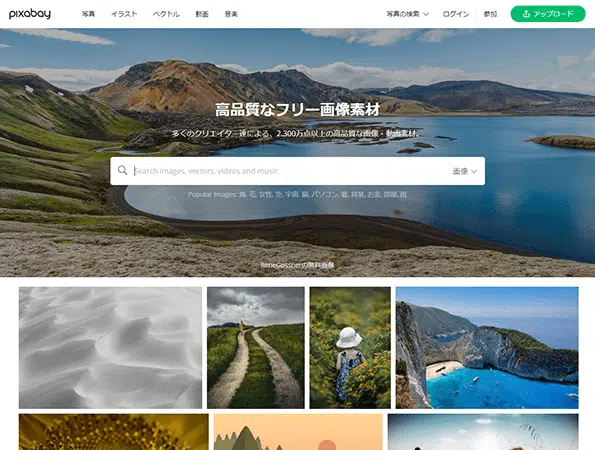 pixabay
写真 イラスト ベクトル 動画 音楽
写真の検索 ログイン 参加 アップロード
高品質なフリー画像素材
多くのクリエイター達による、2,300万点以上の高品質な画像・動画素材。
Search images, vectors, videos and music 画像
Popular Images: 鬼, 花, 女性, 空, 宇宙, 猫, パソコン, 夏, 背景, お金, 部屋,
ReneGossnerの無料画像